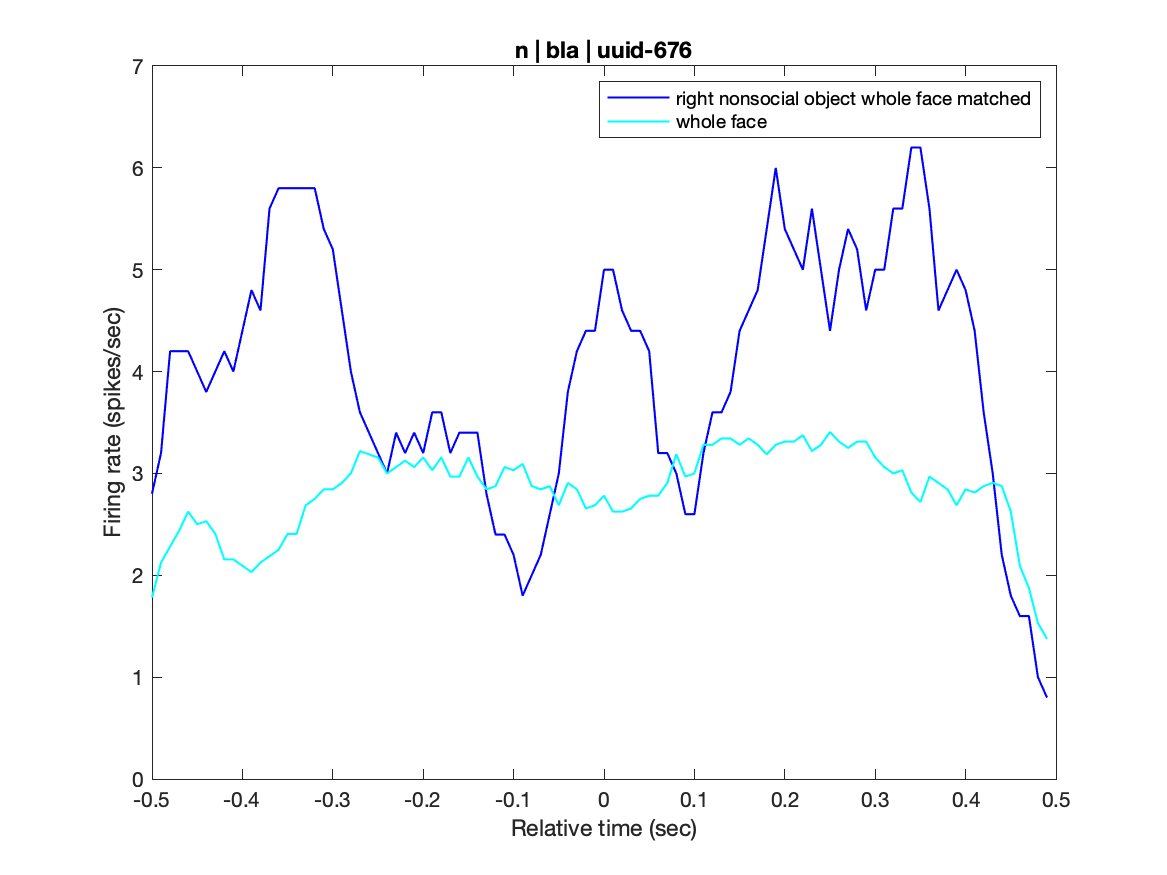 n | bla | uuid-676
7
right nonsocial object whole face matched
whole face
6
5
4
3
2
1
0
Firing rate (spikes/sec)
-0.5 -0.4 -0.3 -0.2 -0.1 0 0.1 0.2 0.3 0.4 0.5
Relative time (sec)